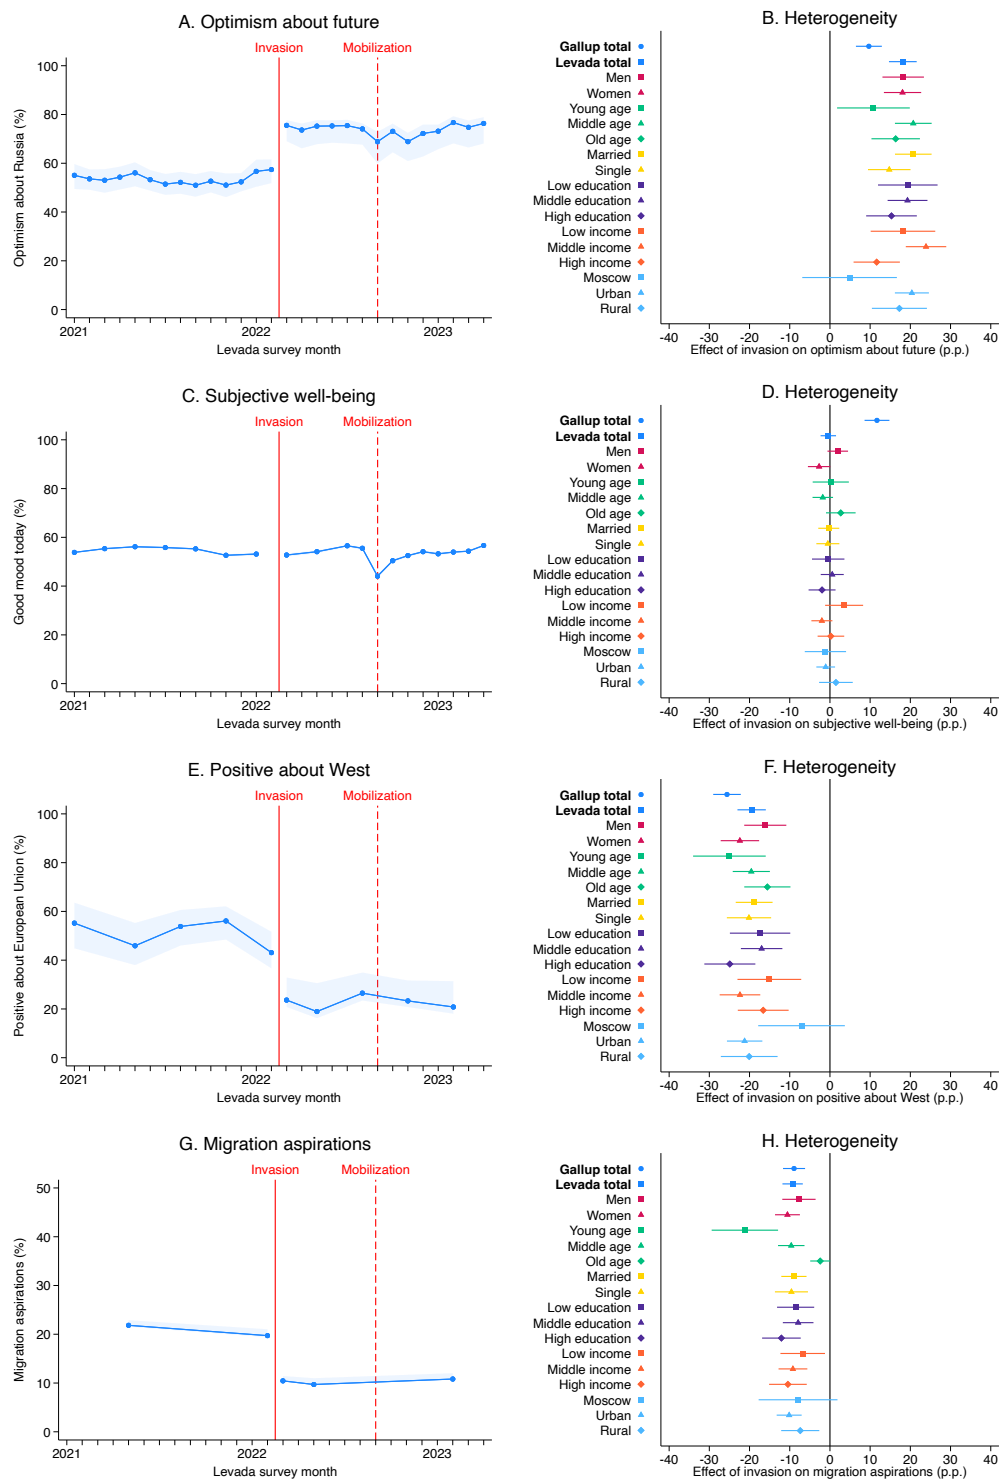 A. Optimism about future
Invasion Mobilization
Optimism about Russia (%)
100
80
60
40
20
0
2021 2022 2023
Levada survey month
B. Heterogeneity
Gallup total
Levada total
Men
Women
Young age
Middle age
Old age
Married
Single
Low education
Middle education
High education
Low income
Middle income
High income
Moscow
Urban
Rural
-40 -30 -20 -10 0 10 20 30 40
Effect of invasion on optimism about future (p.p.)
C. Subjective well-being
Invasion Mobilization
Good mood today (%)
100
80
60
40
20
0
2021 2022 2023
Levada survey month
D. Heterogeneity
Gallup total
Levada total
Men
Women
Young age
Middle age
Old age
Married
Single
Low education
Middle education
High education
Low income
Middle income
High income
Moscow
Urban
Rural
-40 -30 -20 -10 0 10 20 30 40
Effect of invasion on subjective well-being (p.p.)
E. Positive about West
Invasion Mobilization
Positive about European Union (%)
100
80
60
40
20
0
2021 2022 2023
Levada survey month
F. Heterogeneity
Gallup total
Levada total
Men
Women
Young age
Middle age
Old age
Married
Single
Low education
Middle education
High education
Low income
Middle income
High income
Moscow
Urban
Rural
-40 -30 -20 -10 0 10 20 30 40
Effect of invasion on positive about West (p.p.)
G. Migration aspirations
Invasion Mobilization
Migration aspirations (%)
50
40
30
20
10
0
2021 2022 2023
Levada survey month
H. Heterogeneity
Gallup total
Levada total
Men
Women
Young age
Middle age
Old age
Married
Single
Low education
Middle education
High education
Low income
Middle income
High income
Moscow
Urban
Rural
-40 -30 -20 -10 0 10 20 30 40
Effect of invasion on migration aspirations (p.p.)